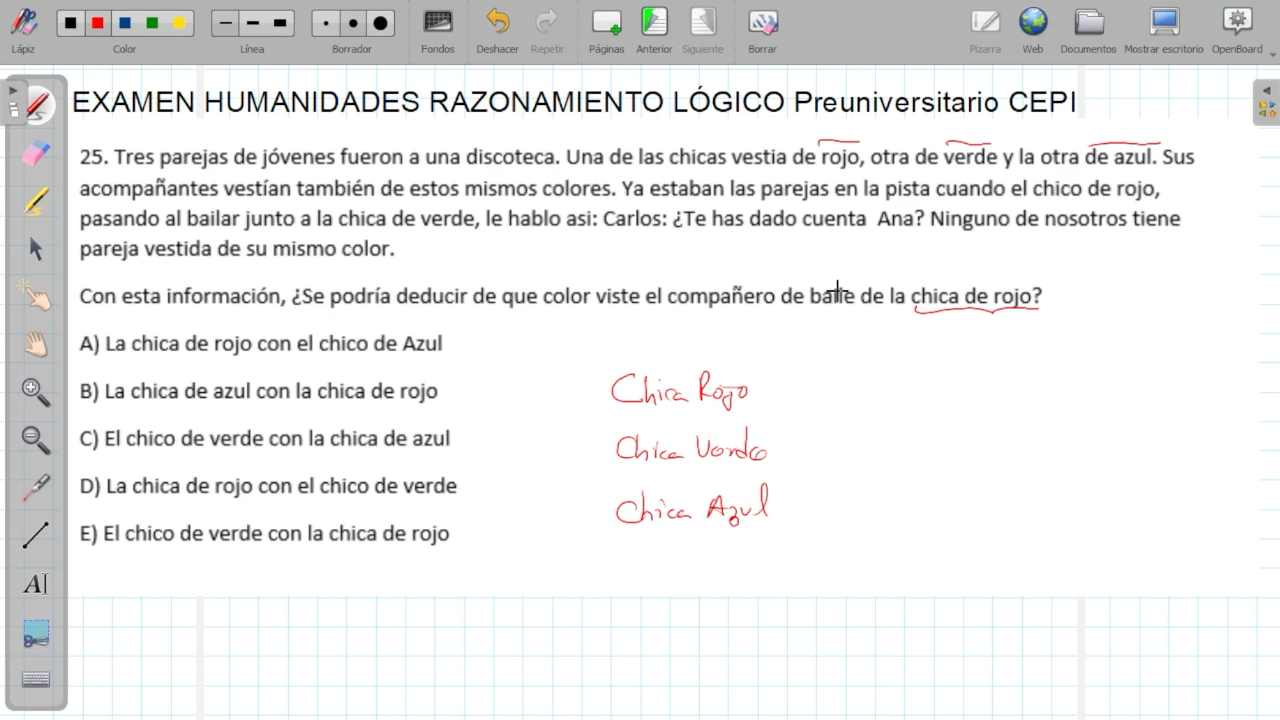 Lápiz Color Línea Borrador Fondos Deshacer Repetir Páginas Anterior Siguiente Borrar Pizarra Web Documentos Mostrar escritorio OpenBoard
EXAMEN HUMANIDADES RAZONAMIENTO LÓGICO Preuniversitario CEPI
25. Tres parejas de jóvenes fueron a una discoteca. Una de las chicas vestia de rojo, otra de verde y la otra de azul. Sus
acompañantes vestían también de estos mismos colores. Ya estaban las parejas en la pista cuando el chico de rojo,
pasando al bailar junto a la chica de verde, le hablo asi: Carlos: ¿Te has dado cuenta Ana? Ninguno de nosotros tiene
pareja vestida de su mismo color.
Con esta información, ¿Se podría deducir de que color viste el compañero de baile de la chica de rojo?
A) La chica de rojo con el chico de Azul
B) La chica de azul con la chica de rojo
C) El chico de verde con la chica de azul
D) La chica de rojo con el chico de verde
E) El chico de verde con la chica de rojo
Chica Rojo
Chica Verde
Chica Azul
AI